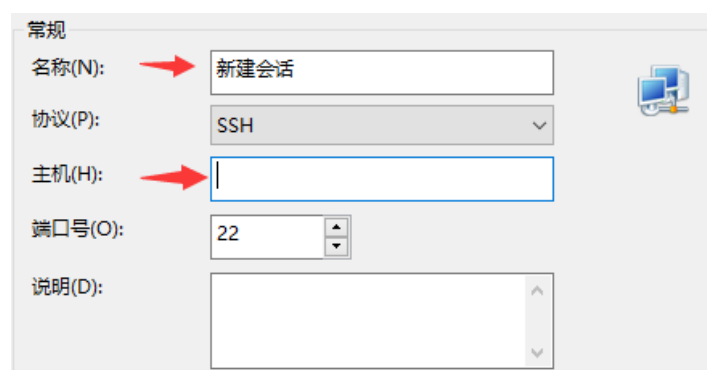 常规
名称(N): 新建会话
协议(P): SSH
主机(H):
端口号(O): 22
说明(D):